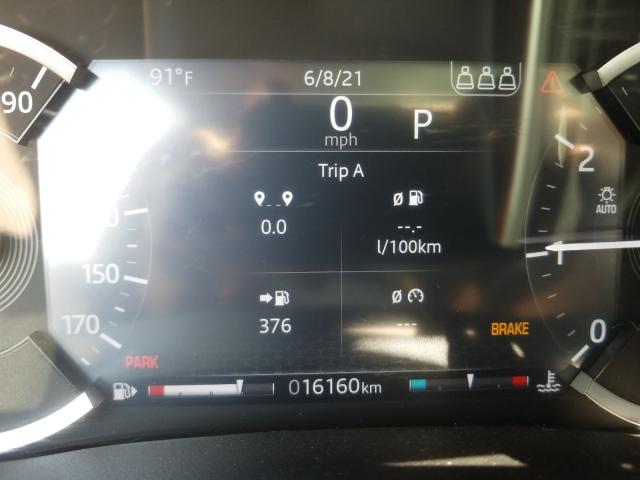 91°F 6/8/21
90
0 P
mph
2
Trip A
AUTO
0.0 --.-
l/100km
1
150
376 ---
170 BRAKE 0
PARK
016160km